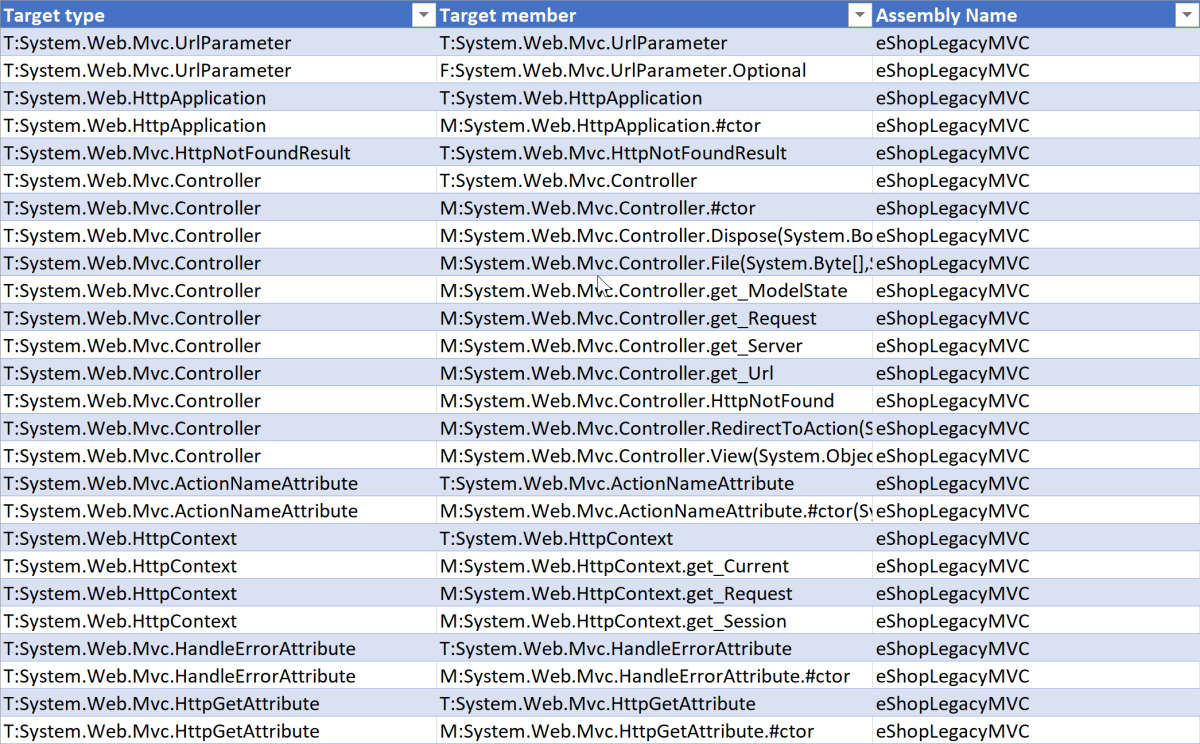 Target type Target member Assembly Name
T:System.Web.Mvc.UrlParameter T:System.Web.Mvc.UrlParameter eShopLegacyMVC
T:System.Web.Mvc.UrlParameter F:System.Web.Mvc.UrlParameter.Optional eShopLegacyMVC
T:System.Web.HttpApplication T:System.Web.HttpApplication eShopLegacyMVC
T:System.Web.HttpApplication M:System.Web.HttpApplication.#ctor eShopLegacyMVC
T:System.Web.Mvc.HttpNotFoundResult T:System.Web.Mvc.HttpNotFoundResult eShopLegacyMVC
T:System.Web.Mvc.Controller T:System.Web.Mvc.Controller eShopLegacyMVC
T:System.Web.Mvc.Controller M:System.Web.Mvc.Controller.#ctor eShopLegacyMVC
T:System.Web.Mvc.Controller M:System.Web.Mvc.Controller.Dispose(System.Bo eShopLegacyMVC
T:System.Web.Mvc.Controller M:System.Web.Mvc.Controller.File(System.Byte[],S eShopLegacyMVC
T:System.Web.Mvc.Controller M:System.Web.Mvc.Controller.get_ModelState eShopLegacyMVC
T:System.Web.Mvc.Controller M:System.Web.Mvc.Controller.get_Request eShopLegacyMVC
T:System.Web.Mvc.Controller M:System.Web.Mvc.Controller.get_Server eShopLegacyMVC
T:System.Web.Mvc.Controller M:System.Web.Mvc.Controller.get_Url eShopLegacyMVC
T:System.Web.Mvc.Controller M:System.Web.Mvc.Controller.HttpNotFound eShopLegacyMVC
T:System.Web.Mvc.Controller M:System.Web.Mvc.Controller.RedirectToAction(S eShopLegacyMVC
T:System.Web.Mvc.Controller M:System.Web.Mvc.Controller.View(System.Objec eShopLegacyMVC
T:System.Web.Mvc.ActionNameAttribute T:System.Web.Mvc.ActionNameAttribute eShopLegacyMVC
T:System.Web.Mvc.ActionNameAttribute M:System.Web.Mvc.ActionNameAttribute.#ctor(Sy eShopLegacyMVC
T:System.Web.HttpContext T:System.Web.HttpContext eShopLegacyMVC
T:System.Web.HttpContext M:System.Web.HttpContext.get_Current eShopLegacyMVC
T:System.Web.HttpContext M:System.Web.HttpContext.get_Request eShopLegacyMVC
T:System.Web.HttpContext M:System.Web.HttpContext.get_Session eShopLegacyMVC
T:System.Web.Mvc.HandleErrorAttribute T:System.Web.Mvc.HandleErrorAttribute eShopLegacyMVC
T:System.Web.Mvc.HandleErrorAttribute M:System.Web.Mvc.HandleErrorAttribute.#ctor eShopLegacyMVC
T:System.Web.Mvc.HttpGetAttribute T:System.Web.Mvc.HttpGetAttribute eShopLegacyMVC
T:System.Web.Mvc.HttpGetAttribute M:System.Web.Mvc.HttpGetAttribute.#ctor eShopLegacyMVC